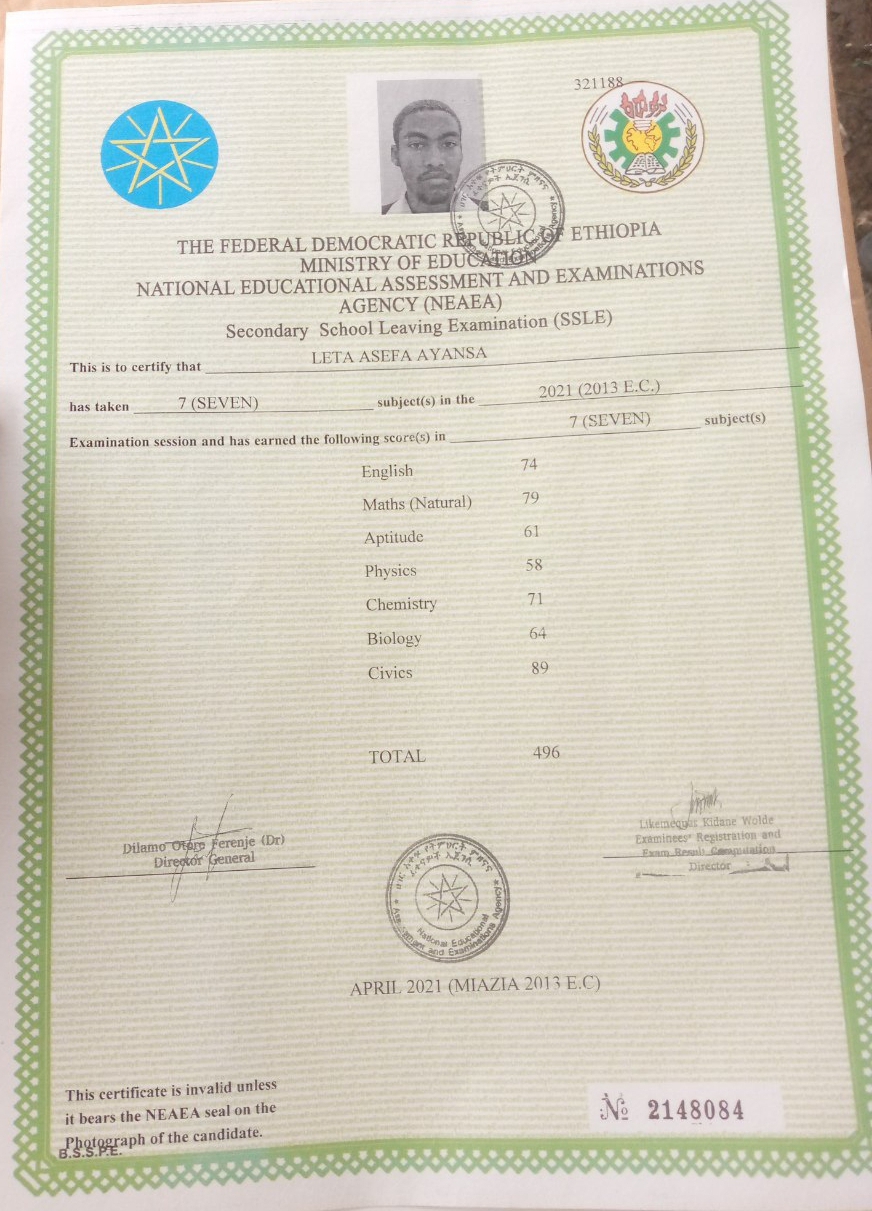 321188
THE FEDERAL DEMOCRATIC REPUBLIC OF ETHIOPIA
MINISTRY OF EDUCATION
NATIONAL EDUCATIONAL ASSESSMENT AND EXAMINATIONS
AGENCY (NEAEA)
Secondary School Leaving Examination (SSLE)
This is to certify that LETA ASEFA AYANSA
has taken 7 (SEVEN) subject(s) in the 2021 (2013 E.C.)
Examination session and has earned the following score(s) in 7 (SEVEN) subject(s)
English 74
Maths (Natural) 79
Aptitude 61
Physics 58
Chemistry 71
Biology 64
Civics 89
TOTAL 496
Dilamo Otore Ferenje (Dr)
Director General
Likemequas Kidane Wolde
Examinees' Registration and
Exam Result Computation
Director
National Educational
Assessment and Examinations Agency
APRIL 2021 (MIAZIA 2013 E.C)
This certificate is invalid unless
it bears the NEAEA seal on the
Photograph of the candidate.
B.S.S.P.E.
№ 2148084